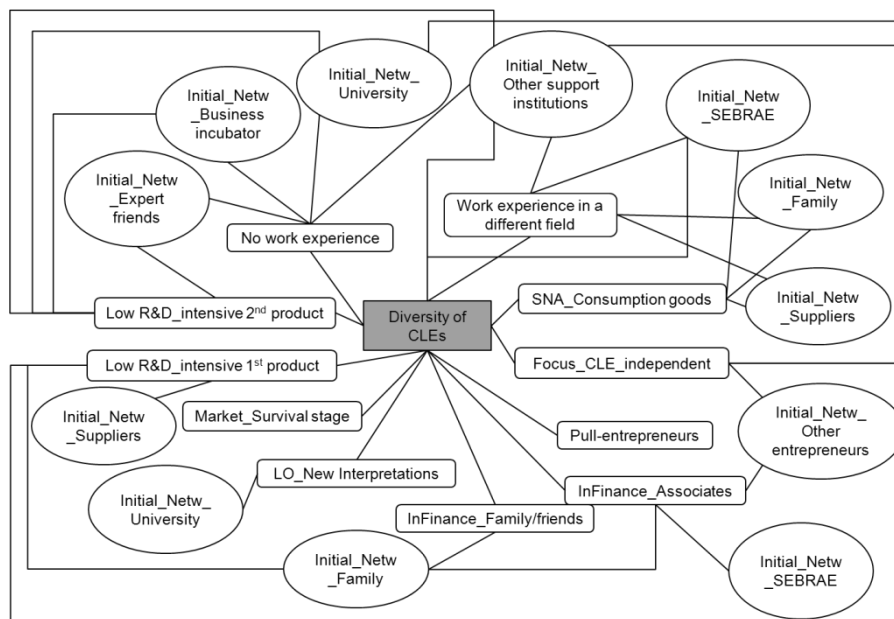 Initial_Netw_
University
Initial_Netw
_Business
incubator
Initial_Netw_
Other support
institutions
Initial_Netw
_SEBRAE
Initial_Netw
_Expert
friends
Initial_Netw
_Family
No work experience
Work experience in a
different field
Initial_Netw
_Suppliers
Low R&D_intensive 2nd product
Diversity of
CLEs
SNA_Consumption goods
Low R&D_intensive 1st product
Focus_CLE_independent
Initial_Netw
_Suppliers
Market_Survival stage
Pull-entrepreneurs
Initial_Netw_
Other
entrepreneurs
LO_New Interpretations
InFinance_Associates
Initial_Netw_
University
InFinance_Family/friends
Initial_Netw
_Family
Initial_Netw
_SEBRAE